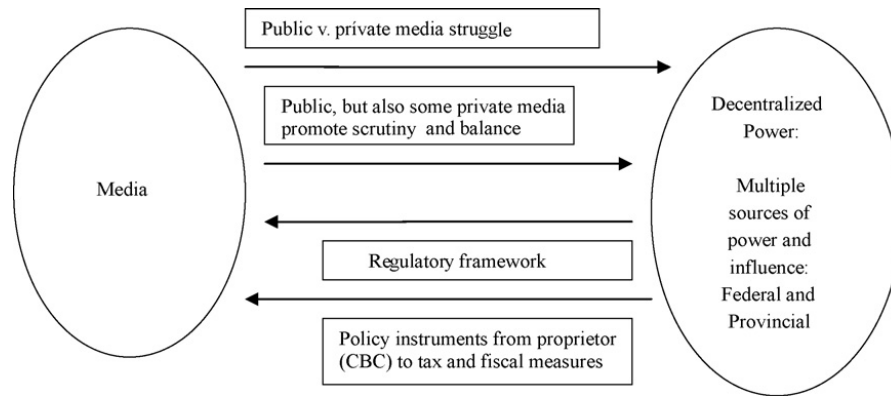 Public v. private media struggle
Public, but also some private media
promote scrutiny and balance
Media
Regulatory framework
Policy instruments from proprietor
(CBC) to tax and fiscal measures
Decentralized
Power:
Multiple
sources of
power and
influence:
Federal and
Provincial